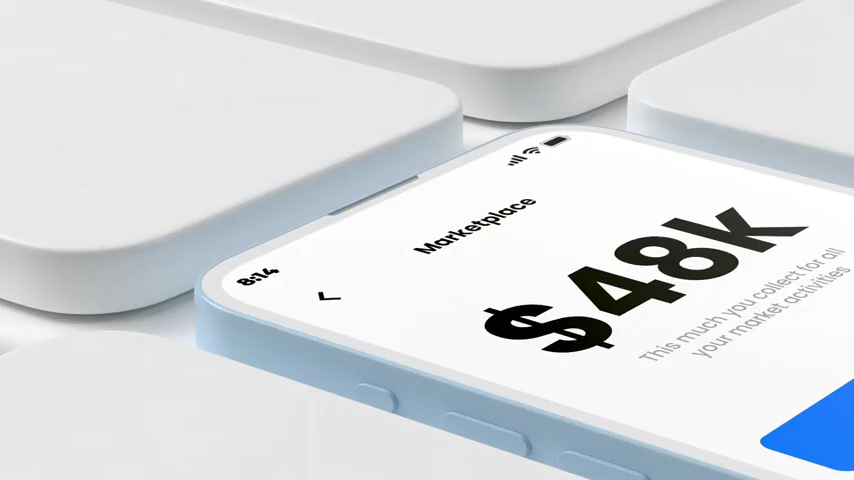 8:14
Marketplace
$48k
This much you collect for all
your market activities